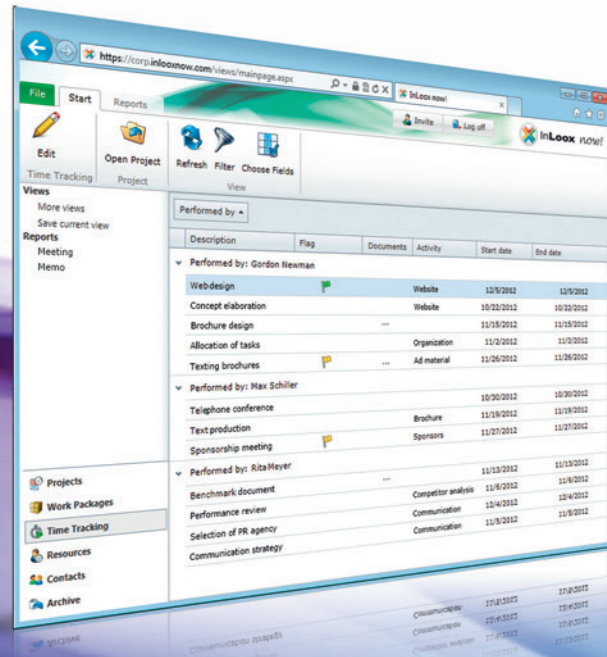 https://corp.inlooxnow.com/views/mainpage.aspx
InLoox now!
File Start Reports
Invite Log off
InLoox now!
Edit Open Project Refresh Filter Choose Fields
Time Tracking Project View
Views
More views
Save current view
Reports
Meeting
Memo
Performed by
Description Flag Documents Activity Start date End date
Performed by: Gordon Newman
Webdesign Website 12/5/2012 12/5/2012
Concept elaboration Website 10/22/2012 10/22/2012
Brochure design ... 11/15/2012 11/15/2012
Allocation of tasks Organization 11/2/2012 11/2/2012
Texting brochures ... Ad material 11/26/2012 11/26/2012
Performed by: Max Schiller
Telephone conference 10/30/2012 10/30/2012
Text production Brochure 11/19/2012 11/19/2012
Sponsorship meeting Sponsors 11/27/2012 11/27/2012
Performed by: Rita Meyer
Benchmark document ... 11/13/2012 11/13/2012
Performance review Competitor analysis 11/6/2012 11/6/2012
Selection of PR agency Communication 12/4/2012 12/4/2012
Communication strategy Communication 11/5/2012 11/5/2012
Projects
Work Packages
Time Tracking
Resources
Contacts
Archive